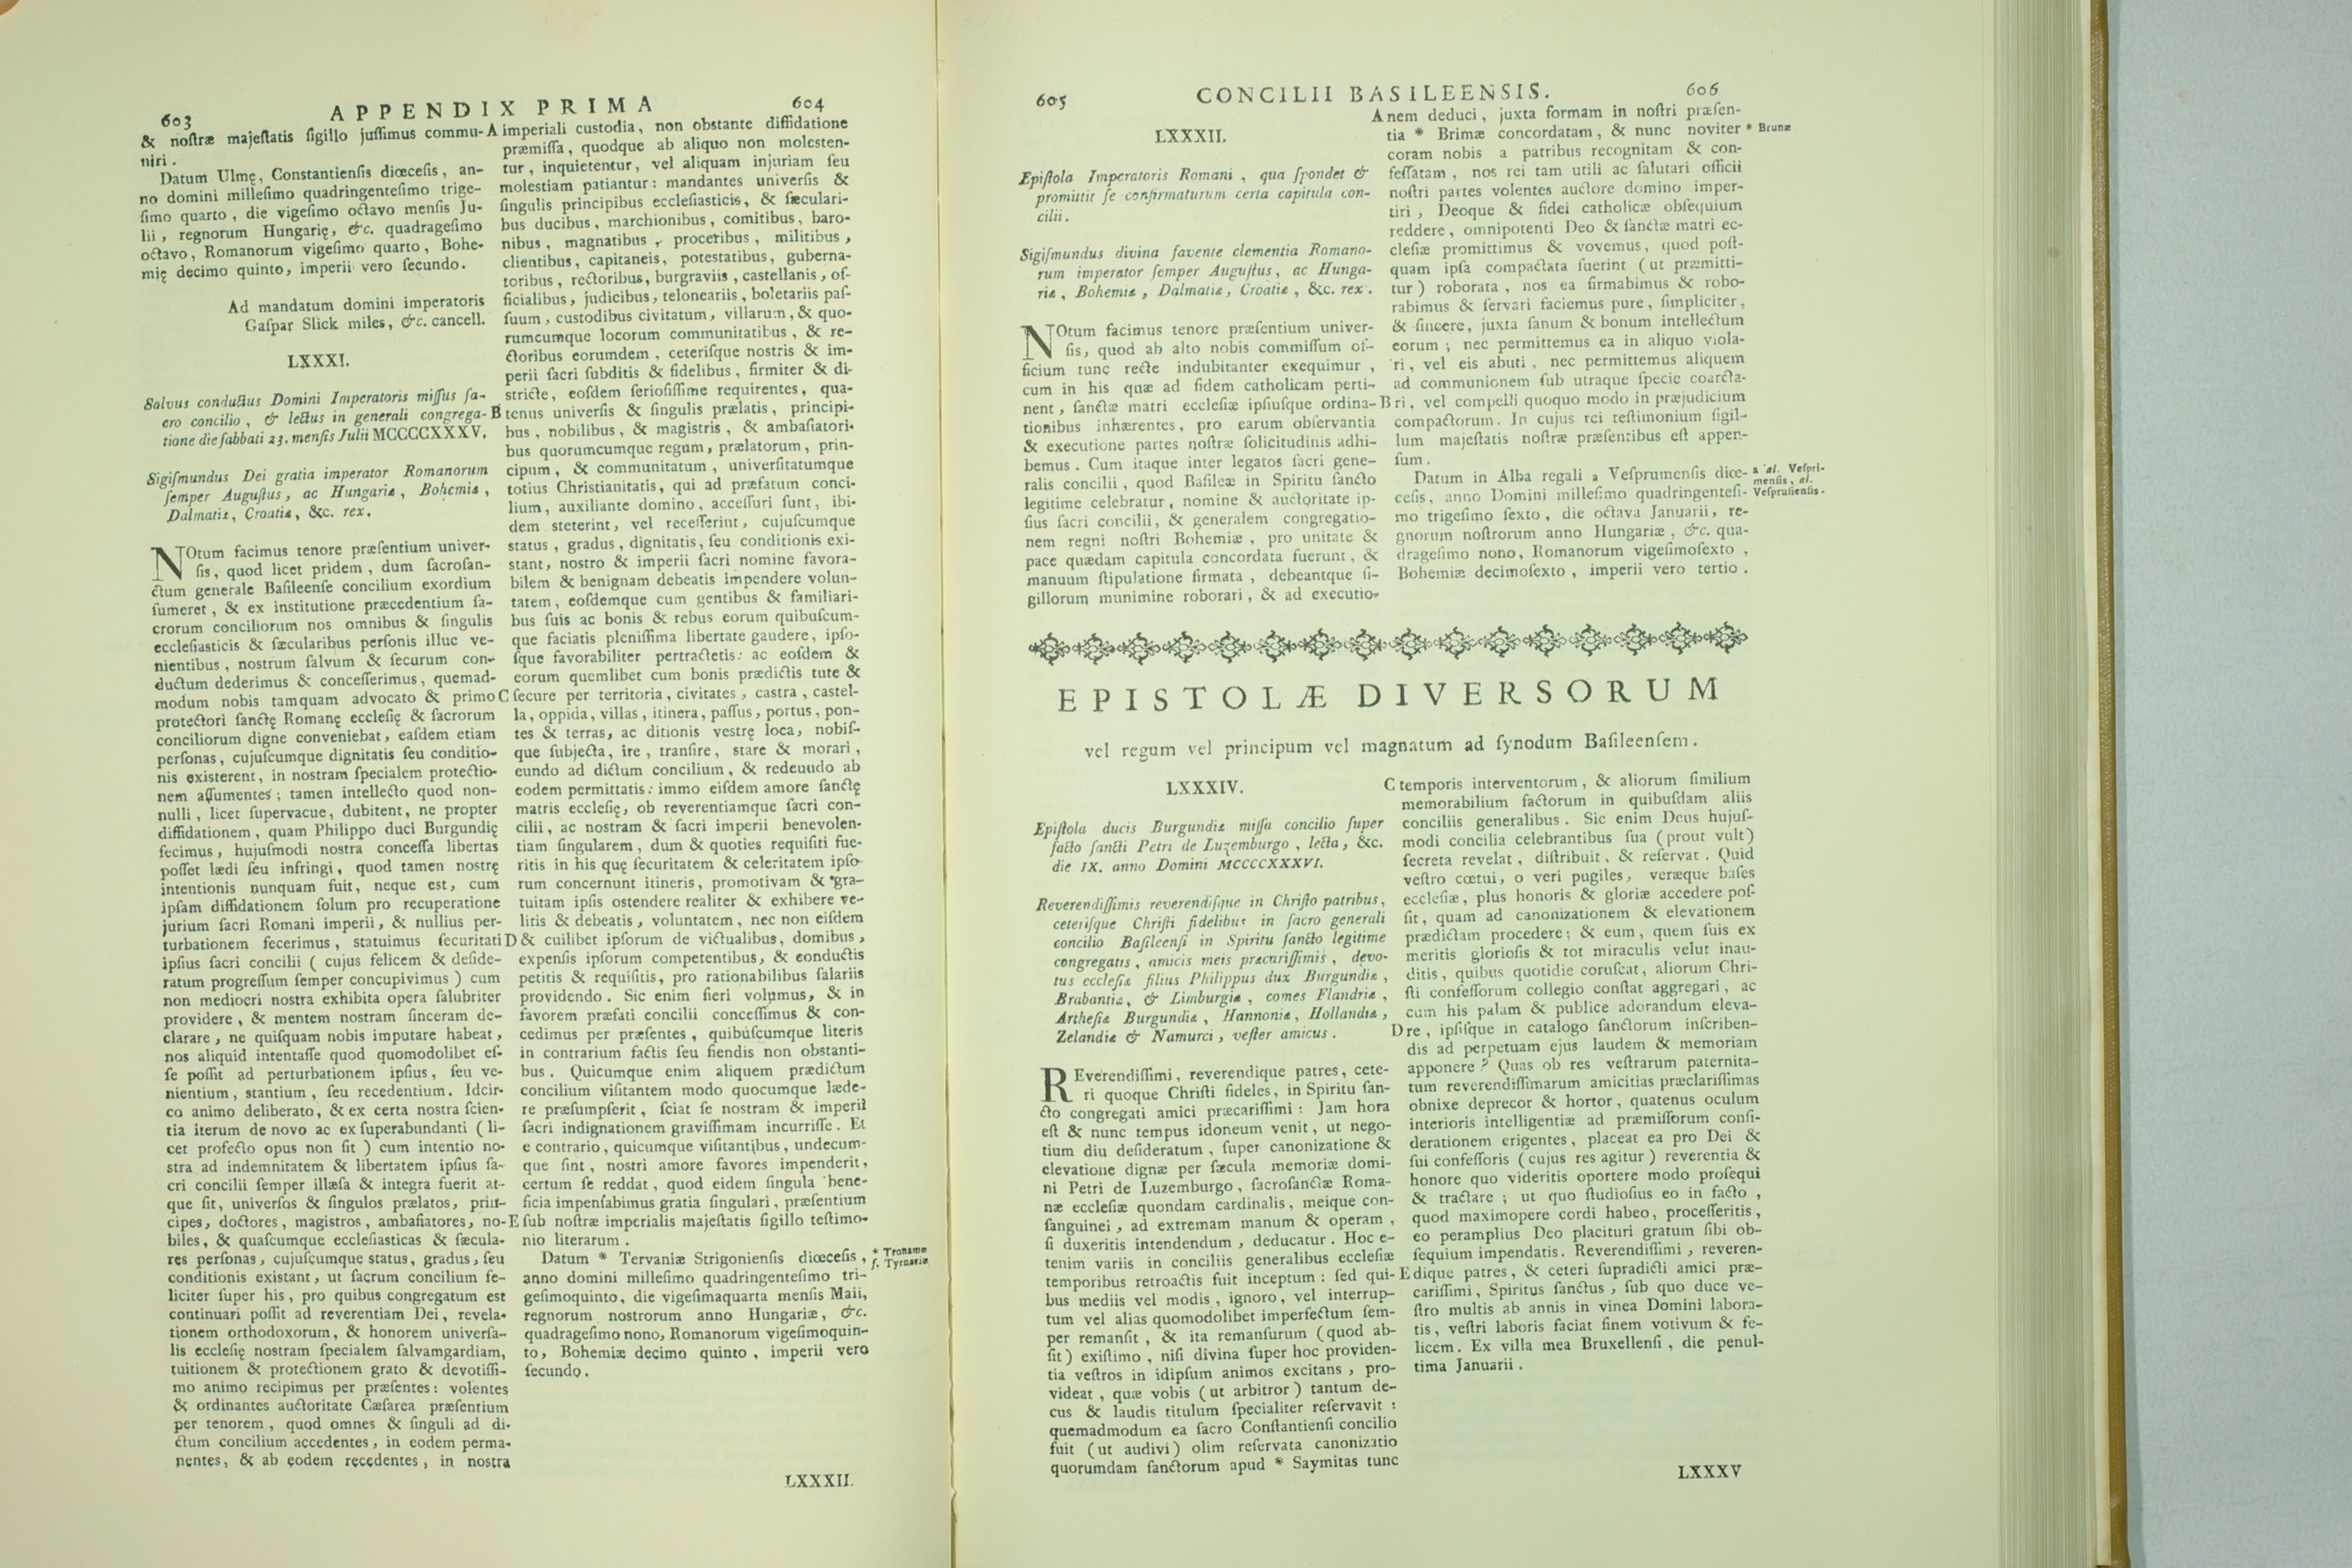 603 APPENDIX PRIMA 604
& noſtræ majeſtatis ſigillo juſſimus commu-
niri.
Datum Ulmę, Conſtantienſis diœceſis, an-
no domini milleſimo quadringenteſimo trige-
ſimo quarto, die vigeſimo octavo menſis Ju-
lii, regnorum Hungarię, &c. quadrageſimo
octavo, Romanorum vigeſimo quarto, Bohe-
mię decimo quinto, imperii vero ſecundo.
Ad mandatum domini imperatoris
Gaſpar Slick miles, &c. cancell.
LXXXI.
Salvus conductus Domini Imperatoris miſſus ſa-
cro concilio, & lectus in generali congrega-
tione die ſabbati 23. menſis Julii MCCCCXXXV.
Sigiſmundus Dei gratia imperator Romanorum
ſemper Auguſtus, ac Hungariæ, Bohemiæ,
Dalmatiæ, Croatiæ, &c. rex.
NOtum facimus tenore præſentium univer-
ſis, quod licet pridem, dum ſacroſan-
ctum generale Baſileenſe concilium exordium
ſumeret, & ex inſtitutione præcedentium ſa-
crorum conciliorum nos omnibus & ſingulis
eccleſiaſticis & ſæcularibus perſonis illuc ve-
nientibus, noſtrum ſalvum & ſecurum con-
ductum dederimus & conceſſerimus, quemad-
modum nobis tamquam advocato & primo
protectori ſanctę Romanę eccleſię & ſacrorum
conciliorum digne conveniebat, eaſdem etiam
perſonas, cujuſcumque dignitatis ſeu conditio-
nis exiſterent, in noſtram ſpecialem protectio-
nem aſſumentes; tamen intellecto quod non-
nulli, licet ſupervacue, dubitent, ne propter
diffidationem, quam Philippo duci Burgundię
fecimus, hujuſmodi noſtra conceſſa libertas
poſſet lædi ſeu infringi, quod tamen noſtrę
intentionis nunquam fuit, neque eſt, cum
ipſam diffidationem ſolum pro recuperatione
jurium ſacri Romani imperii, & nullius per-
turbationem fecerimus, ſtatuimus ſecuritati
ipſius ſacri concilii ( cujus felicem & deſide-
ratum progreſſum ſemper concupivimus ) cum
non mediocri noſtra exhibita opera ſalubriter
providere, & mentem noſtram ſinceram de-
clarare, ne quiſquam nobis imputare habeat,
nos aliquid intentaſſe quod quomodolibet eſ-
ſe poſſit ad perturbationem ipſius, ſeu ve-
nientium, ſtantium, ſeu recedentium. Idcir-
co animo deliberato, & ex certa noſtra ſcien-
tia iterum de novo ac ex ſuperabundanti ( li-
cet profecto opus non ſit ) cum intentio no-
ſtra ad indemnitatem & libertatem ipſius ſa-
cri concilii ſemper illæſa & integra fuerit at-
que ſit, univerſos & ſingulos prælatos, prin-
cipes, doctores, magiſtros, ambaſiatores, no-
biles, & quaſcumque eccleſiaſticas & ſæcula-
res perſonas, cujuſcumque ſtatus, gradus, ſeu
conditionis exiſtant, ut ſacrum concilium fe-
liciter ſuper his, pro quibus congregatum eſt
continuari poſſit ad reverentiam Dei, revela-
tionem orthodoxorum, & honorem univerſa-
lis eccleſię noſtram ſpecialem ſalvamgardiam,
tuitionem & protectionem grato & devotiſſi-
mo animo recipimus per præſentes: volentes
& ordinantes auctoritate Cæſarea præſentium
per tenorem, quod omnes & ſinguli ad di-
ctum concilium accedentes, in eodem perma-
nentes, & ab eodem recedentes, in noſtra
A imperiali custodia, non obſtante diffidatione
præmiſſa, quodque ab aliquo non moleſten-
tur, inquietentur, vel aliquam injuriam ſeu
moleſtiam patiantur: mandantes univerſis &
ſingulis principibus eccleſiaſticis, & ſæculari-
bus ducibus, marchionibus, comitibus, baro-
nibus, magnatibus, proceribus, militibus,
clientibus, capitaneis, poteſtatibus, guberna-
toribus, rectoribus, burgraviis, caſtellanis, of-
ficialibus, judicibus, teloneariis, boletariis paſ-
ſuum, cuſtodibus civitatum, villarum, & quo-
rumcumque locorum communitatibus, & re-
ctoribus eorumdem, ceteriſque nostris & im-
perii ſacri ſubditis & fidelibus, firmiter & di-
ſtricte, eoſdem ſerioſiſſime requirentes, qua-
B tenus univerſis & ſingulis prælatis, principi-
bus, nobilibus, & magistris, & ambaſiatori-
bus quorumcumque regum, prælatorum, prin-
cipum, & communitatum, univerſitatumque
totius Chriſtianitatis, qui ad præfatum conci-
lium, auxiliante domino, acceſſuri ſunt, ibi-
dem ſteterint, vel receſſerint, cujuſcumque
status, gradus, dignitatis, ſeu conditionis exi-
ſtant, noſtro & imperii ſacri nomine favora-
bilem & benignam debeatis impendere volun-
tatem, eoſdemque cum gentibus & familiari-
bus ſuis ac bonis & rebus eorum quibuſcum-
que faciatis pleniſſima libertate gaudere, ipſo-
ſque favorabiliter pertractetis: ac eoſdem &
eorum quemlibet cum bonis prædictis tute &
C ſecure per territoria, civitates, caſtra, caſtel-
la, oppida, villas, itinera, paſſus, portus, pon-
tes & terras, ac ditionis veſtrę loca, nobiſ-
que ſubjecta, ire, tranſire, ſtare & morari,
eundo ad dictum concilium, & redeuudo ab
eodem permittatis: immo eiſdem amore ſanctę
matris eccleſię, ob reverentiamque ſacri con-
cilii, ac noſtram & ſacri imperii benevolen-
tiam ſingularem, dum & quoties requiſiti fue-
ritis in his quę ſecuritatem & celeritatem ipſo-
rum concernunt itineris, promotivam & gra-
tuitam ipſis oſtendere realiter & exhibere ve-
litis & debeatis, voluntatem, nec non eiſdem
D & cuilibet ipſorum de victualibus, domibus,
expenſis ipſorum competentibus, & conductis
petitis & requiſitis, pro rationabilibus ſalariis
providendo. Sic enim fieri volumus, & in
favorem præfati concilii conceſſimus & con-
cedimus per præſentes, quibuſcumque literis
in contrarium factis ſeu fiendis non obſtanti-
bus. Quicumque enim aliquem prædictum
concilium viſitantem modo quocumque læde-
re præſumpſerit, ſciat ſe noſtram & imperii
ſacri indignationem graviſſimam incurriſſe. Et
e contrario, quicumque viſitantibus, undecum-
que ſint, noſtri amore favores impenderit,
certum ſe reddat, quod eidem ſingula bene-
ficia impenſabimus gratia ſingulari, præſentium
E ſub noſtræ imperialis majeſtatis ſigillo teſtimo-
nio literarum.
Datum * Tervaniæ Strigonienſis diœceſis,
anno domini milleſimo quadringenteſimo tri-
geſimoquinto, die vigeſimaquarta menſis Maii,
regnorum noſtrorum anno Hungariæ, &c.
quadrageſimo nono, Romanorum vigeſimoquin-
to, Bohemiæ decimo quinto, imperii vero
ſecundo.
f. Tyrnaviæ
LXXXII.
605 CONCILII BASILEENSIS. 606
LXXXII.
Epiſtola Imperatoris Romani, qua ſpondet &
promittit ſe confirmaturum certa capitula con-
cilii.
Sigiſmundus divina favente clementia Romano-
rum imperator ſemper Auguſtus, ac Hunga-
riæ, Bohemiæ, Dalmatiæ, Croatiæ, &c. rex.
NOtum facimus tenore præſentium univer-
ſis, quod ab alto nobis commiſſum of-
ficium tunc recte indubitanter exequimur,
cum in his quæ ad fidem catholicam perti-
nent, ſanctæ matri eccleſiæ ipſiuſque ordina-
tionibus inhærentes, pro earum obſervantia
& executione partes noſtræ ſolicitudinis adhi-
bemus. Cum itaque inter legatos ſacri gene-
ralis concilii, quod Baſileæ in Spiritu ſancto
legitime celebratur, nomine & auctoritate ip-
ſius ſacri concilii, & generalem congregatio-
nem regni noſtri Bohemiæ, pro unitate &
pace quædam capitula concordata fuerunt, &
manuum ſtipulatione firmata, debeantque ſi-
gillorum munimine roborari, & ad executio-
A nem deduci, juxta formam in noſtri præſen-
tia * Brimæ concordatam, & nunc noviter
* Brunæ
coram nobis a patribus recognitam & con-
feſſatam, nos rei tam utili ac ſalutari officii
noſtri partes volentes auctore domino imper-
tiri, Deoque & fidei catholicæ obſequium
reddere, omnipotenti Deo & ſanctæ matri ec-
cleſiæ promittimus & vovemus, quod poſt-
quam ipſa compactata fuerint (ut præmitti-
tur) roborata, nos ea firmabimus & robo-
rabimus & ſervari faciemus pure, ſimpliciter,
& ſincere, juxta ſanum & bonum intellectum
eorum; nec permittemus ea in aliquo viola-
ri, vel eis abuti, nec permittemus aliquem
ad communionem ſub utraque ſpecie coarcta-
B ri, vel compelli quoquo modo in præjudicium
compactorum. In cujus rei teſtimonium ſigil-
lum majeſtatis noſtræ præſentibus eſt appen-
ſum.
Datum in Alba regali a Veſprumenſis diœ-
ceſis, anno Domini milleſimo quadringenteſi-
mo trigeſimo ſexto, die octava Januarii, re-
gnorum noſtrorum anno Hungariæ, &c. qua-
drageſimo nono, Romanorum vigeſimoſexto,
Bohemiæ decimoſexto, imperii vero tertio.
a al. Veſpri-
menſis, al.
Veſpruſienſis.
EPISTOLÆ DIVERSORUM
vel regum vel principum vel magnatum ad ſynodum Baſileenſem.
LXXXIV.
Epiſtola ducis Burgundiæ miſſa concilio ſuper
facto ſancti Petri de Luzemburgo, lecta, &c.
die IX. anno Domini MCCCCXXXVI.
Reverendiſſimis reverendiſque in Chriſto patribus,
ceteriſque Chriſti fidelibus in ſacro generali
concilio Baſileenſi in Spiritu ſancto legitime
congregatis, amicis meis præcariſſimis, devo-
tus eccleſiæ filius Philippus dux Burgundiæ,
Brabantiæ, & Limburgiæ, comes Flandriæ,
Artheſiæ Burgundiæ, Hannoniæ, Hollandiæ,
Zelandiæ & Namurci, veſter amicus.
REverendiſſimi, reverendique patres, cete-
ri quoque Chriſti fideles, in Spiritu ſan-
cto congregati amici præcariſſimi: Jam hora
eſt & nunc tempus idoneum venit, ut nego-
tium diu deſideratum, ſuper canonizatione &
elevatione dignæ per ſæcula memoriæ domi-
ni Petri de Luzemburgo, ſacroſanctæ Roma-
næ eccleſiæ quondam cardinalis, meique con-
ſanguinei, ad extremam manum & operam,
ſi duxeritis intendendum, deducatur. Hoc e-
tenim variis in conciliis generalibus eccleſiæ
temporibus retroactis fuit inceptum: ſed qui-
bus mediis vel modis, ignoro, vel interrup-
tum vel alias quomodolibet imperfectum ſem-
per remanſit, & ita remanſurum (quod ab-
ſit) exiſtimo, niſi divina ſuper hoc providen-
tia veſtros in idipſum animos excitans, pro-
videat, quæ vobis (ut arbitror) tantum de-
cus & laudis titulum ſpecialiter reſervavit:
quemadmodum ea ſacro Conſtantienſi concilio
fuit (ut audivi) olim reſervata canonizatio
quorumdam ſanctorum apud * Saymitas tunc
C temporis interventorum, & aliorum ſimilium
memorabilium factorum in quibuſdam aliis
conciliis generalibus. Sic enim Deus hujuſ-
modi concilia celebrantibus ſua (prout vult)
ſecreta revelat, diſtribuit, & reſervat. Quid
veſtro cœtui, o veri pugiles, veræque baſes
eccleſiæ, plus honoris & gloriæ accedere poſ-
ſit, quam ad canonizationem & elevationem
prædictam procedere; & eum, quem ſuis ex
meritis glorioſis & tot miraculis velut inau-
ditis, quibus quotidie coruſcat, aliorum Chri-
ſti confeſſorum collegio conſtat aggregari, ac
cum his palam & publice adorandum eleva-
D re, ipſiſque in catalogo ſanctorum inſcriben-
dis ad perpetuam ejus laudem & memoriam
apponere? Quas ob res veſtrarum paternita-
tum reverendiſſimarum amicitias præclariſſimas
obnixe deprecor & hortor, quatenus oculum
interioris intelligentiæ ad præmiſſorum conſi-
derationem erigentes, placeat ea pro Dei &
ſui confeſſoris (cujus res agitur) reverentia &
honore quo videritis oportere modo proſequi
& tractare; ut quo ſtudioſius eo in facto,
quod maximopere cordi habeo, proceſſeritis,
eo peramplius Deo placituri gratum ſibi ob-
ſequium impendatis. Reverendiſſimi, reveren-
E dique patres, & ceteri ſupradicti amici præ-
cariſſimi, Spiritus ſanctus, ſub quo duce ve-
ſtro multis ab annis in vinea Domini labora-
tis, veſtri laboris faciat finem votivum & fe-
licem. Ex villa mea Bruxellenſi, die penul-
tima Januarii.
LXXXV